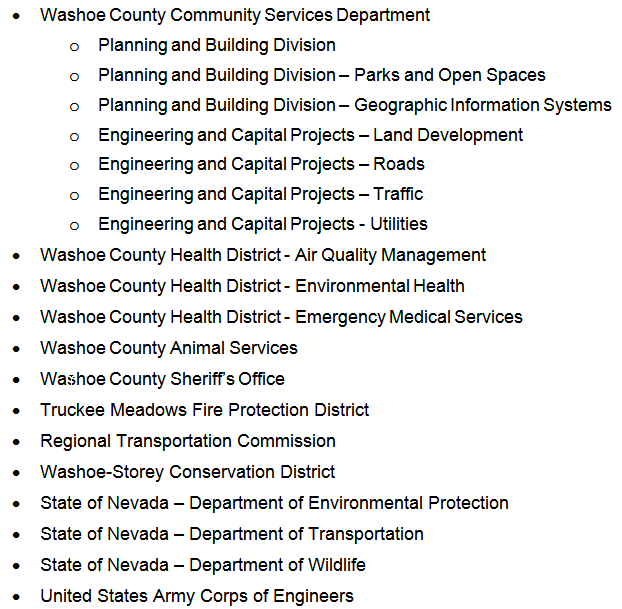 • Washoe County Community Services Department
o Planning and Building Division
o Planning and Building Division – Parks and Open Spaces
o Planning and Building Division – Geographic Information Systems
o Engineering and Capital Projects – Land Development
o Engineering and Capital Projects – Roads
o Engineering and Capital Projects – Traffic
o Engineering and Capital Projects - Utilities
• Washoe County Health District - Air Quality Management
• Washoe County Health District - Environmental Health
• Washoe County Health District - Emergency Medical Services
• Washoe County Animal Services
• Washoe County Sheriff's Office
• Truckee Meadows Fire Protection District
• Regional Transportation Commission
• Washoe-Storey Conservation District
• State of Nevada – Department of Environmental Protection
• State of Nevada – Department of Transportation
• State of Nevada – Department of Wildlife
• United States Army Corps of Engineers